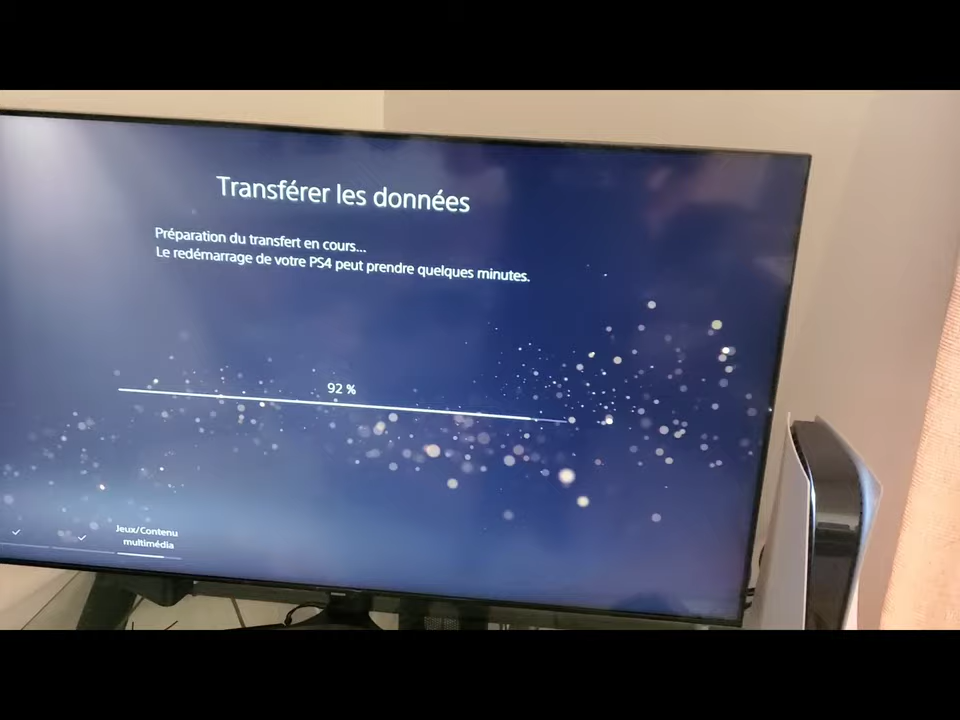 Transférer les données
Préparation du transfert en cours...
Le redémarrage de votre PS4 peut prendre quelques minutes.
92 %
Jeux/Contenu
multimédia